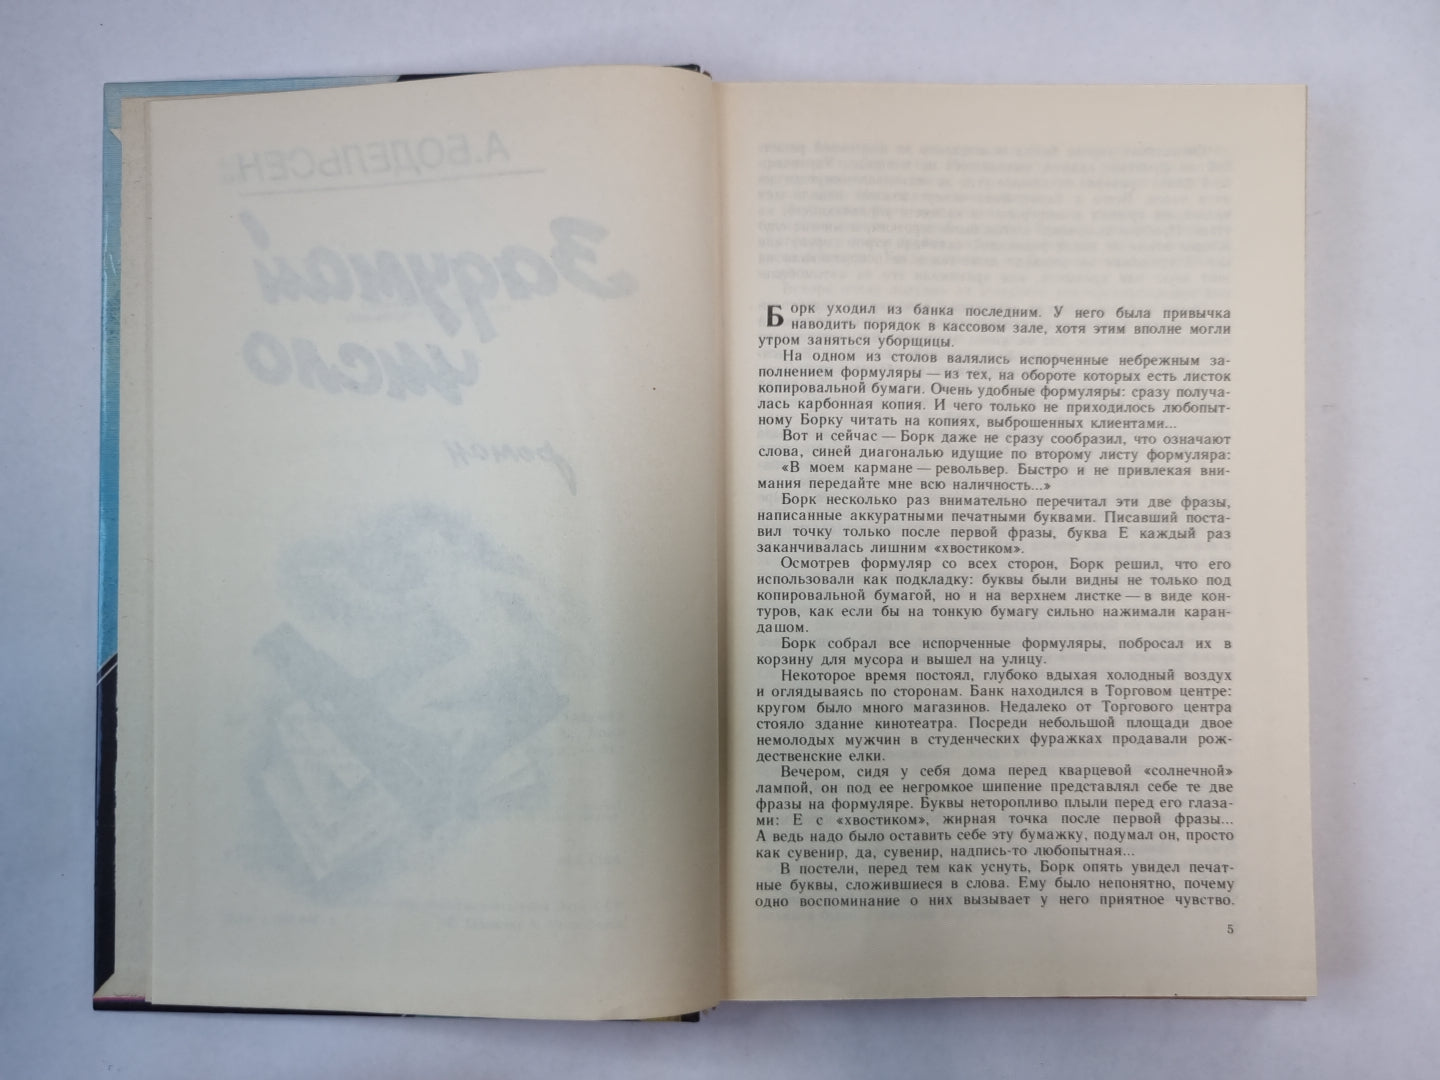 А.БОДЕЛЬСЕН
Задумай
число
роман
Борк уходил из банка последним. У него была привычка
наводить порядок в кассовом зале, хотя этим вполне могли
утром заняться уборщицы.
На одном из столов валялись испорченные небрежным за-
полнением формуляры — из тех, на обороте которых есть листок
копировальной бумаги. Очень удобные формуляры: сразу получа-
лась карбонная копия. И чего только не приходилось любопыт-
ному Борку читать на копиях, выброшенных клиентами...
Вот и сейчас — Борк даже не сразу сообразил, что означают
слова, синей диагональю идущие по второму листу формуляра:
«В моем кармане — револьвер. Быстро и не привлекая вни-
мания передайте мне всю наличность...»
Борк несколько раз внимательно перечитал эти две фразы,
написанные аккуратными печатными буквами. Писавший поста-
вил точку только после первой фразы, буква Е каждый раз
заканчивалась лишним «хвостиком».
Осмотрев формуляр со всех сторон, Борк решил, что его
использовали как подкладку: буквы были видны не только под
копировальной бумагой, но и на верхнем листке — в виде кон-
туров, как если бы на тонкую бумагу сильно нажимали каран-
дашом.
Борк собрал все испорченные формуляры, побросал их в
корзину для мусора и вышел на улицу.
Некоторое время постоял, глубоко вдыхая холодный воздух
и оглядываясь по сторонам. Банк находился в Торговом центре:
кругом было много магазинов. Недалеко от Торгового центра
стояло здание кинотеатра. Посреди небольшой площади двое
немолодых мужчин в студенческих фуражках продавали рож-
дественские елки.
Вечером, сидя у себя дома перед кварцевой «солнечной»
лампой, он под ее негромкое шипение представлял себе те две
фразы на формуляре. Буквы неторопливо плыли перед его глаза-
ми: Е с «хвостиком», жирная точка после первой фразы...
А ведь надо было оставить себе эту бумажку, подумал он, просто
как сувенир, да, сувенир, надпись-то любопытная...
В постели, перед тем как уснуть, Борк опять увидел печат-
ные буквы, сложившиеся в слова. Ему было непонятно, почему
одно воспоминание о них вызывает у него приятное чувство.
5